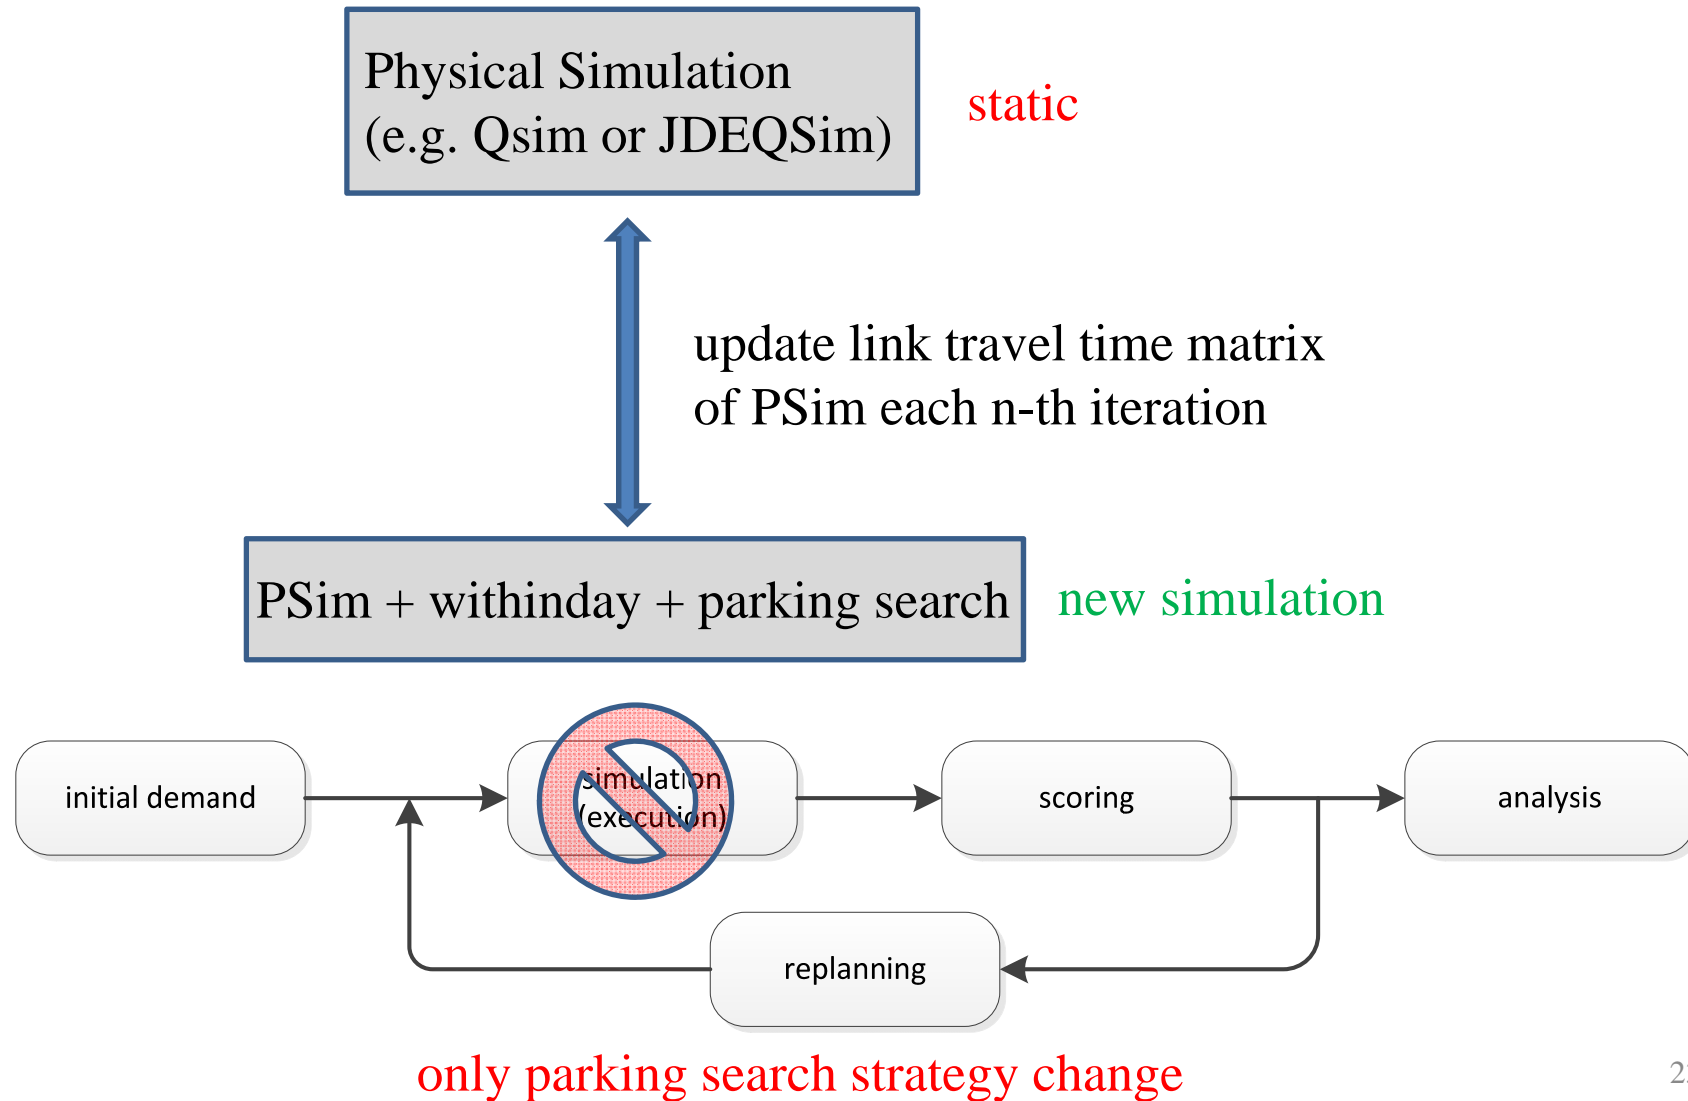 Physical Simulation
(e.g. Qsim or JDEQSim)
static
update link travel time matrix
of PSim each n-th iteration
PSim + withinday + parking search
new simulation
initial demand
simulation
(execution)
scoring
analysis
replanning
only parking search strategy change